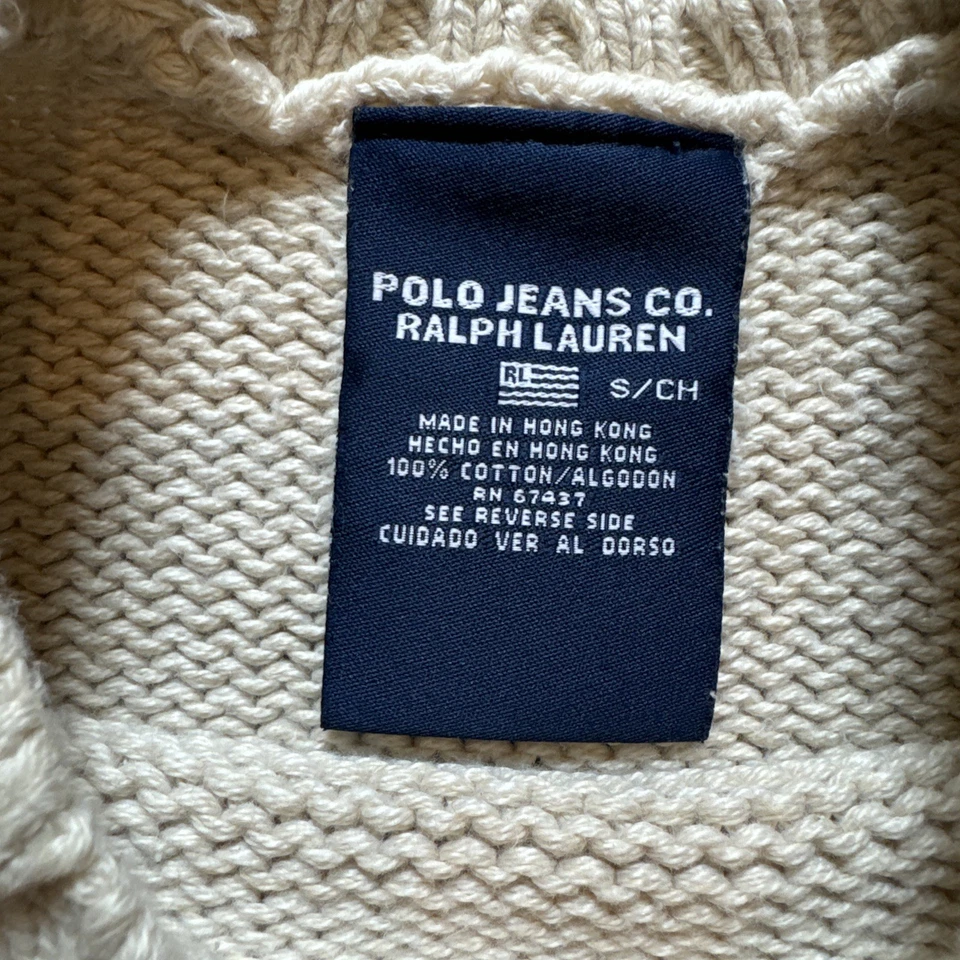 POLO JEANS CO.
RALPH LAUREN
RL S/CH
MADE IN HONG KONG
HECHO EN HONG KONG
100% COTTON/ALGODON
RN 67437
SEE REVERSE SIDE
CUIDADO VER AL DORSO